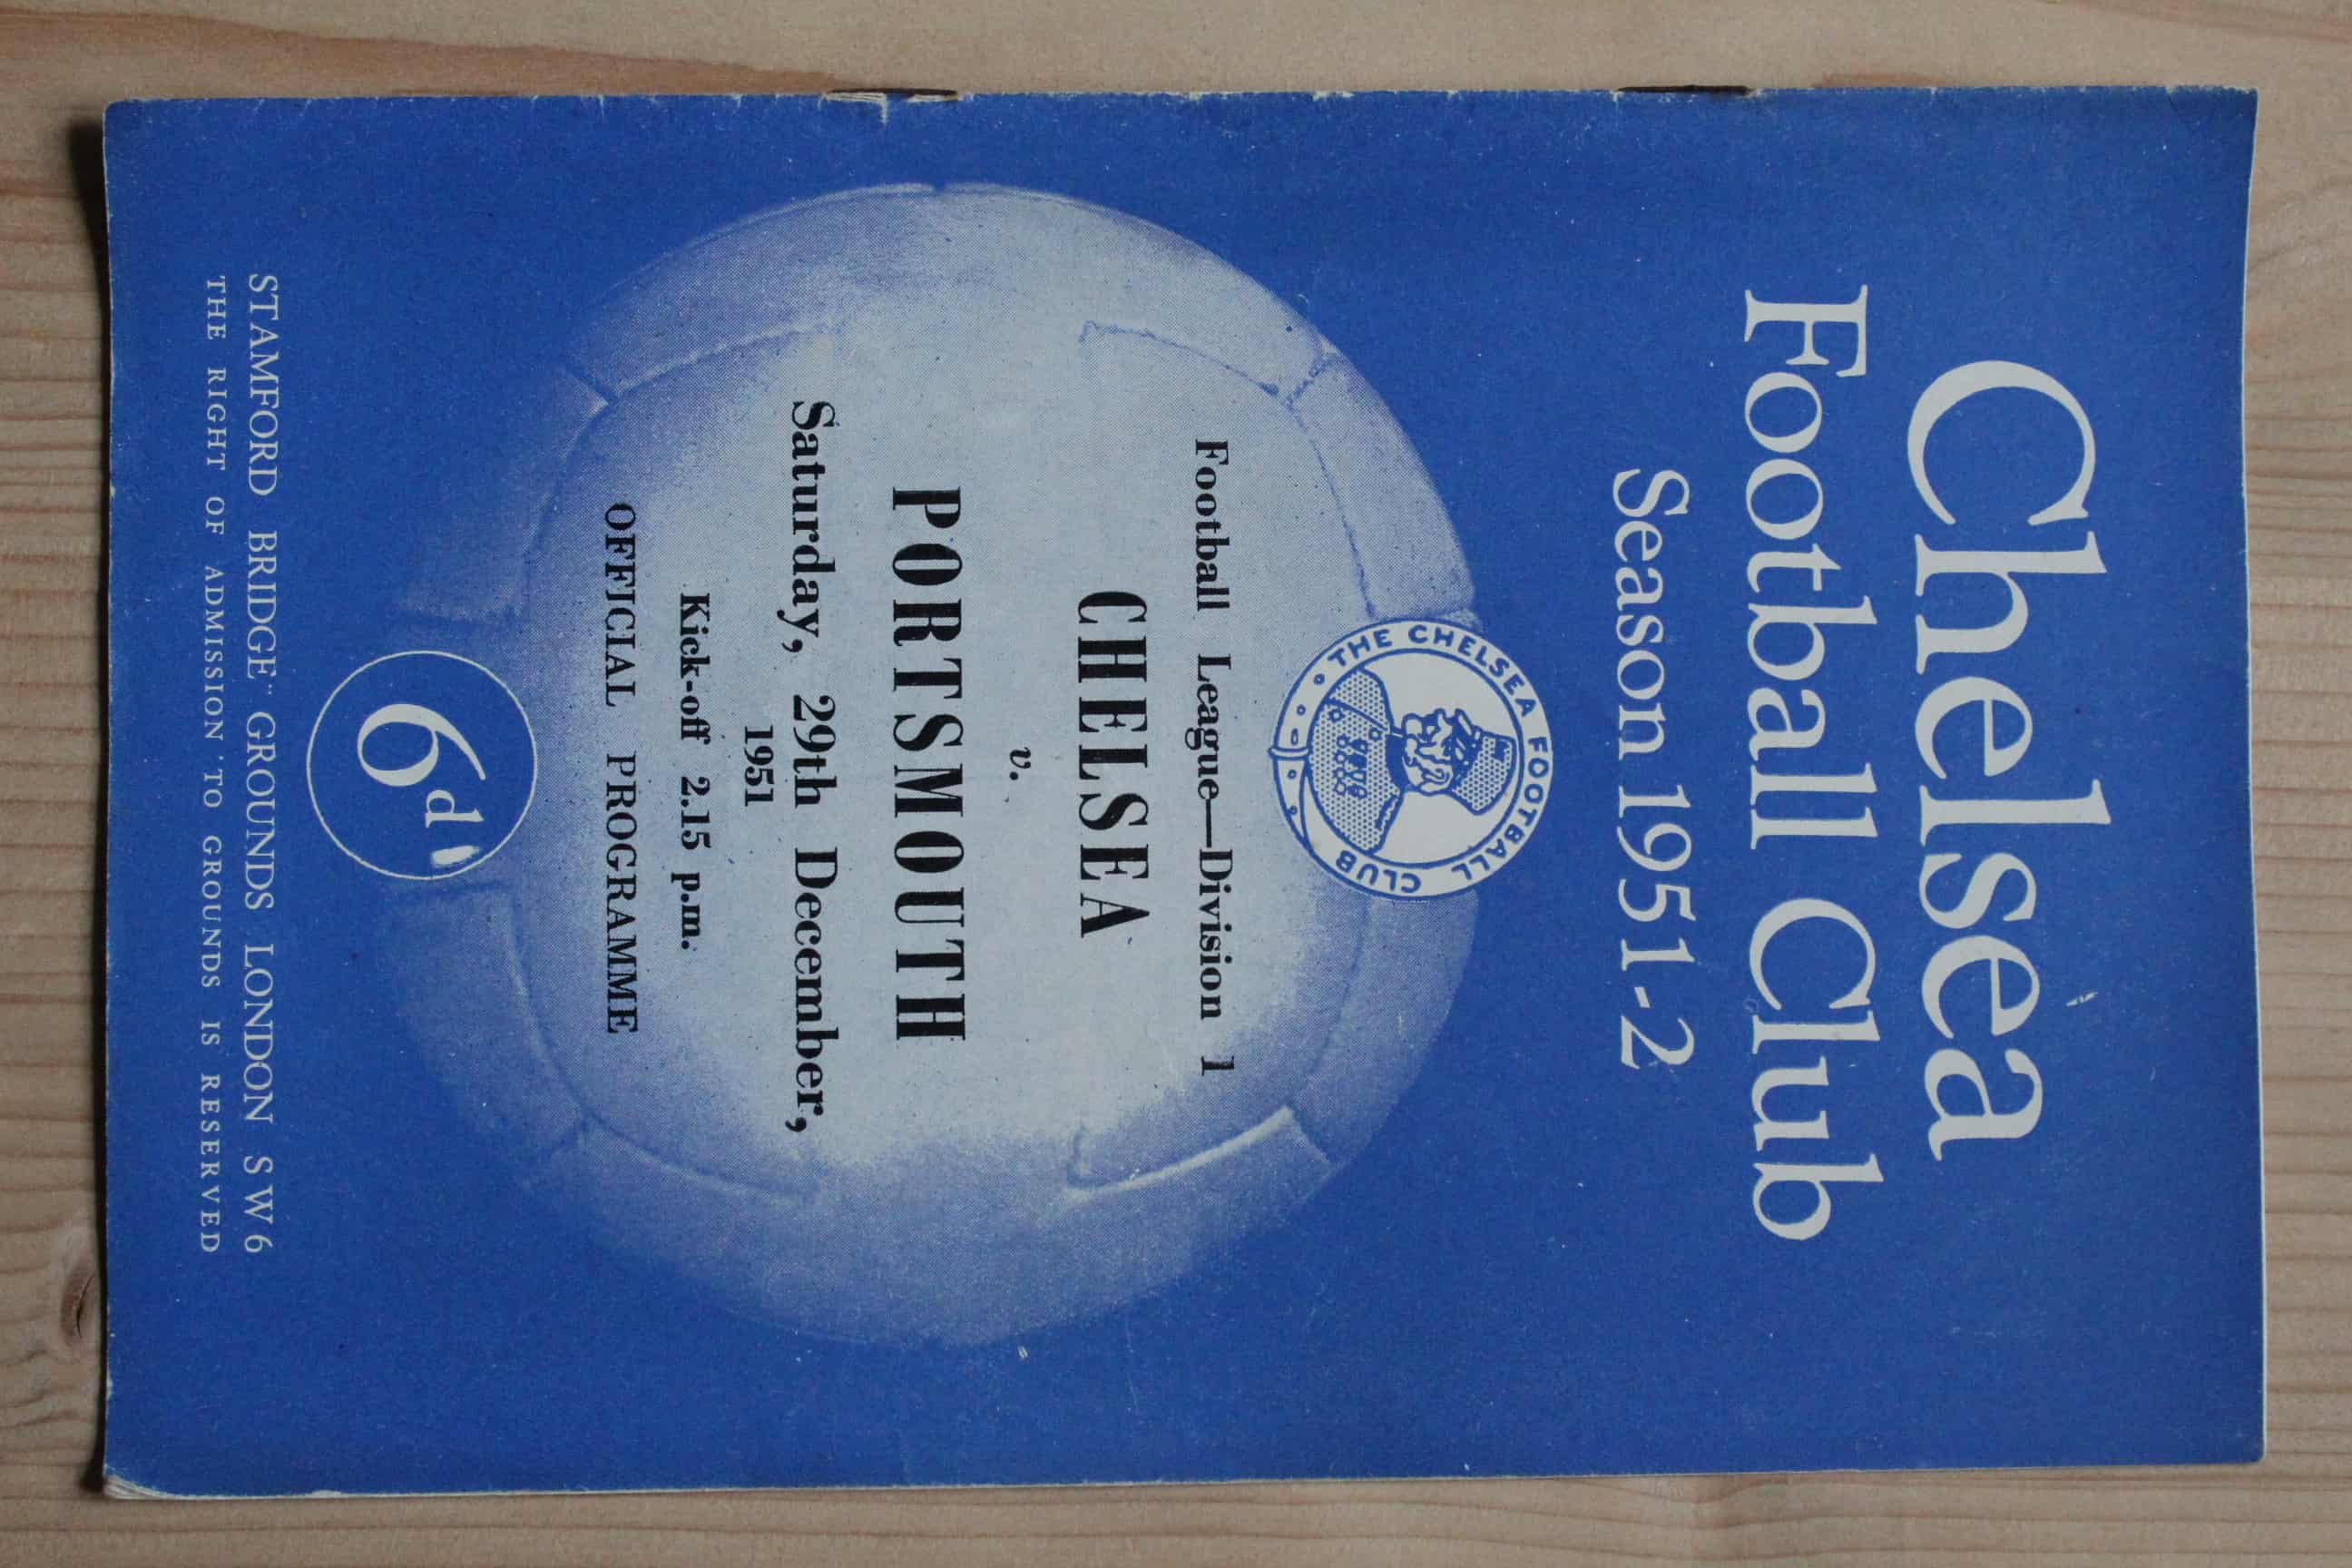 Chelsea
Football Club
Season 1951-2
THE CHELSEA FOOTBALL CLUB
Football League—Division 1
CHELSEA
v.
PORTSMOUTH
Saturday, 29th December,
1951
Kick-off 2.15 p.m.
OFFICIAL PROGRAMME
6d
STAMFORD BRIDGE GROUNDS LONDON SW6
THE RIGHT OF ADMISSION TO GROUNDS IS RESERVED